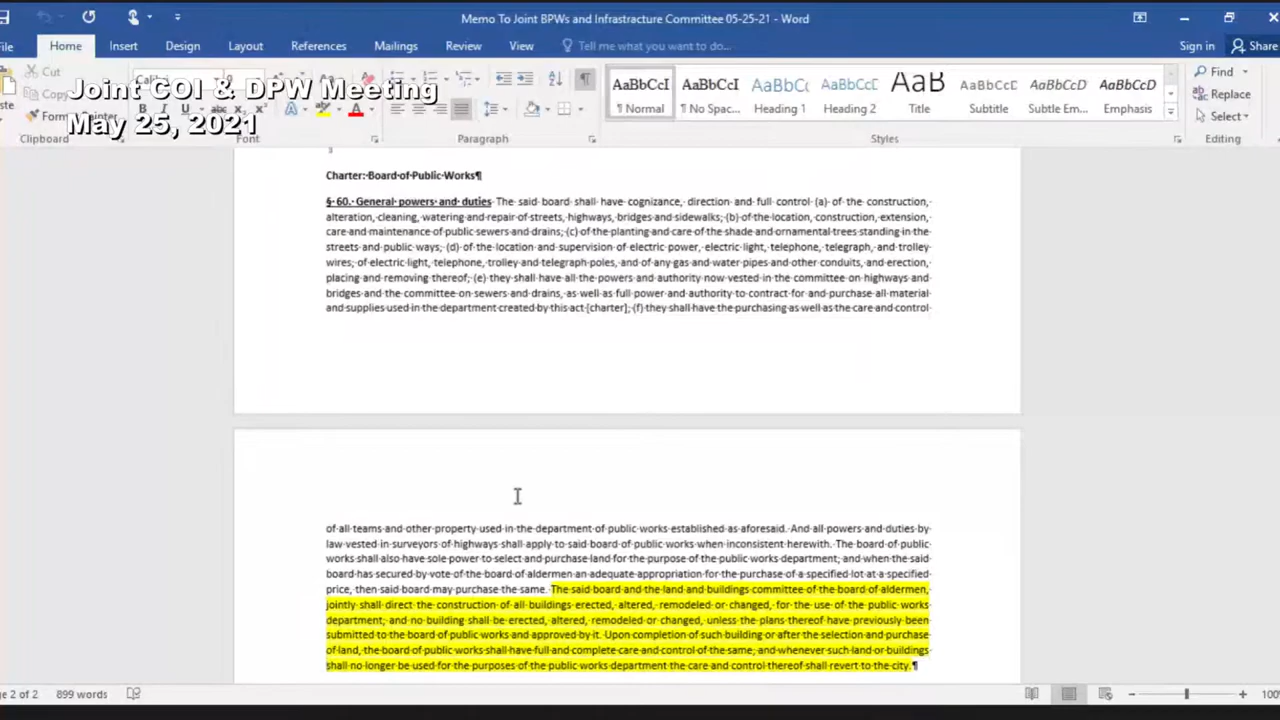 Memo To Joint BPWs and Infrastracture Committee 05-25-21 - Word
File Home Insert Design Layout References Mailings Review View Tell me what you want to do... Sign in Share
Joint COI & DPW Meeting
May 25, 2021
Cut
Copy
Clipboard Font Paragraph Styles Editing
AaBbCcI AaBbCcI AaBbCc AaBbCcI AaB AaBbCcD AaBbCcD AaBbCcD
¶ Normal ¶ No Spac... Heading 1 Heading 2 Title Subtitle Subtle Em... Emphasis
Find
Replace
Select
Charter: Board of Public Works¶
§ 60. General powers and duties The said board shall have cognizance, direction and full control (a) of the construction,
alteration, cleaning, watering and repair of streets, highways, bridges and sidewalks; (b) of the location, construction, extension,
care and maintenance of public sewers and drains; (c) of the planting and care of the shade and ornamental trees standing in the
streets and public ways; (d) of the location and supervision of electric power, electric light, telephone, telegraph, and trolley
wires; of electric light, telephone, trolley and telegraph poles, and of any gas and water pipes and other conduits, and erection,
placing and removing thereof; (e) they shall have all the powers and authority now vested in the committee on highways and
bridges and the committee on sewers and drains, as well as full power and authority to contract for and purchase all material
and supplies used in the department created by this act [charter]; (f) they shall have the purchasing as well as the care and control
of all teams and other property used in the department of public works established as aforesaid. And all powers and duties by
law vested in surveyors of highways shall apply to said board of public works when inconsistent herewith. The board of public
works shall also have sole power to select and purchase land for the purpose of the public works department; and when the said
board has secured by vote of the board of aldermen an adequate appropriation for the purchase of a specified lot at a specified
price, then said board may purchase the same. The said board and the land and buildings committee of the board of aldermen,
jointly shall direct the construction of all buildings erected, altered, remodeled or changed, for the use of the public works
department; and no building shall be erected, altered, remodeled or changed, unless the plans thereof have previously been
submitted to the board of public works and approved by it. Upon completion of such building or after the selection and purchase
of land, the board of public works shall have full and complete care and control of the same; and whenever such land or buildings
shall no longer be used for the purposes of the public works department the care and control thereof shall revert to the city.¶
ge 2 of 2 899 words 100%